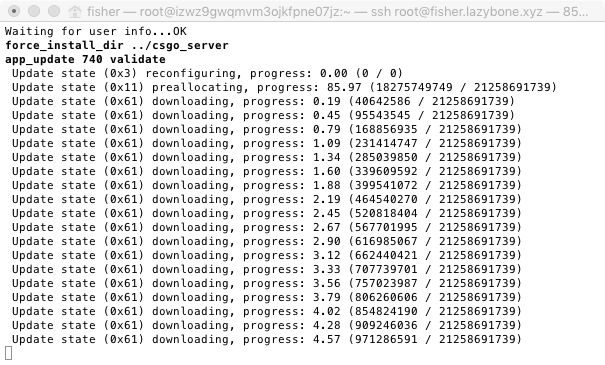 fisher — root@izwz9gwqmvm3ojkfpne07jz:~ — ssh root@fisher.lazybone.xyz — 85...
Waiting for user info...OK
force_install_dir ../csgo_server
app_update 740 validate
Update state (0x3) reconfiguring, progress: 0.00 (0 / 0)
Update state (0x11) preallocating, progress: 85.97 (18275749749 / 21258691739)
Update state (0x61) downloading, progress: 0.19 (40642586 / 21258691739)
Update state (0x61) downloading, progress: 0.45 (95543545 / 21258691739)
Update state (0x61) downloading, progress: 0.79 (168856935 / 21258691739)
Update state (0x61) downloading, progress: 1.09 (231414747 / 21258691739)
Update state (0x61) downloading, progress: 1.34 (285039850 / 21258691739)
Update state (0x61) downloading, progress: 1.60 (339609592 / 21258691739)
Update state (0x61) downloading, progress: 1.88 (399541072 / 21258691739)
Update state (0x61) downloading, progress: 2.19 (464540270 / 21258691739)
Update state (0x61) downloading, progress: 2.45 (520818404 / 21258691739)
Update state (0x61) downloading, progress: 2.67 (567701995 / 21258691739)
Update state (0x61) downloading, progress: 2.90 (616985067 / 21258691739)
Update state (0x61) downloading, progress: 3.12 (662440421 / 21258691739)
Update state (0x61) downloading, progress: 3.33 (707739701 / 21258691739)
Update state (0x61) downloading, progress: 3.56 (757023987 / 21258691739)
Update state (0x61) downloading, progress: 3.79 (806260606 / 21258691739)
Update state (0x61) downloading, progress: 4.02 (854824190 / 21258691739)
Update state (0x61) downloading, progress: 4.28 (909246036 / 21258691739)
Update state (0x61) downloading, progress: 4.57 (971286591 / 21258691739)